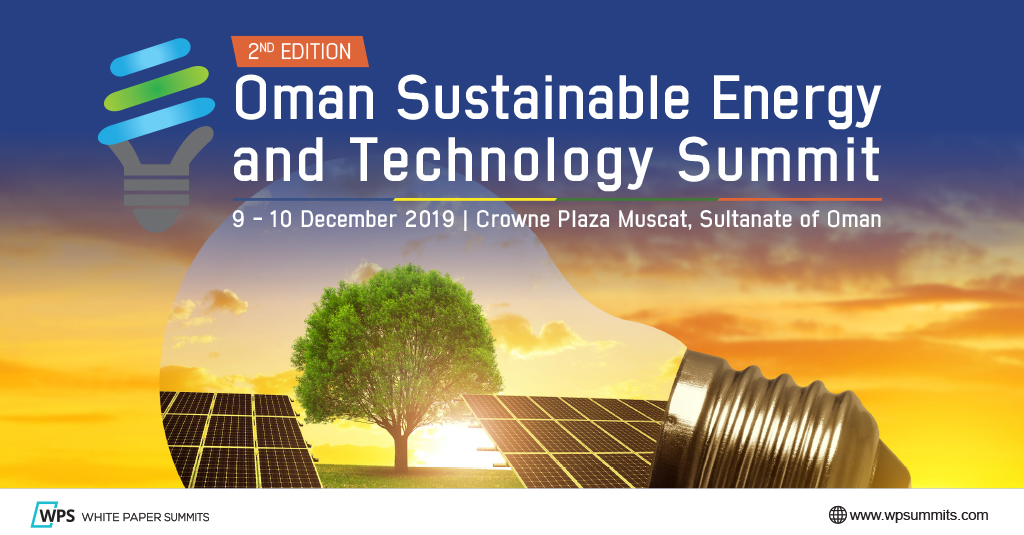 2ND EDITION
Oman Sustainable Energy
and Technology Summit
9 - 10 December 2019 | Crowne Plaza Muscat, Sultanate of Oman
WPS WHITE PAPER SUMMITS
www.wpsummits.com